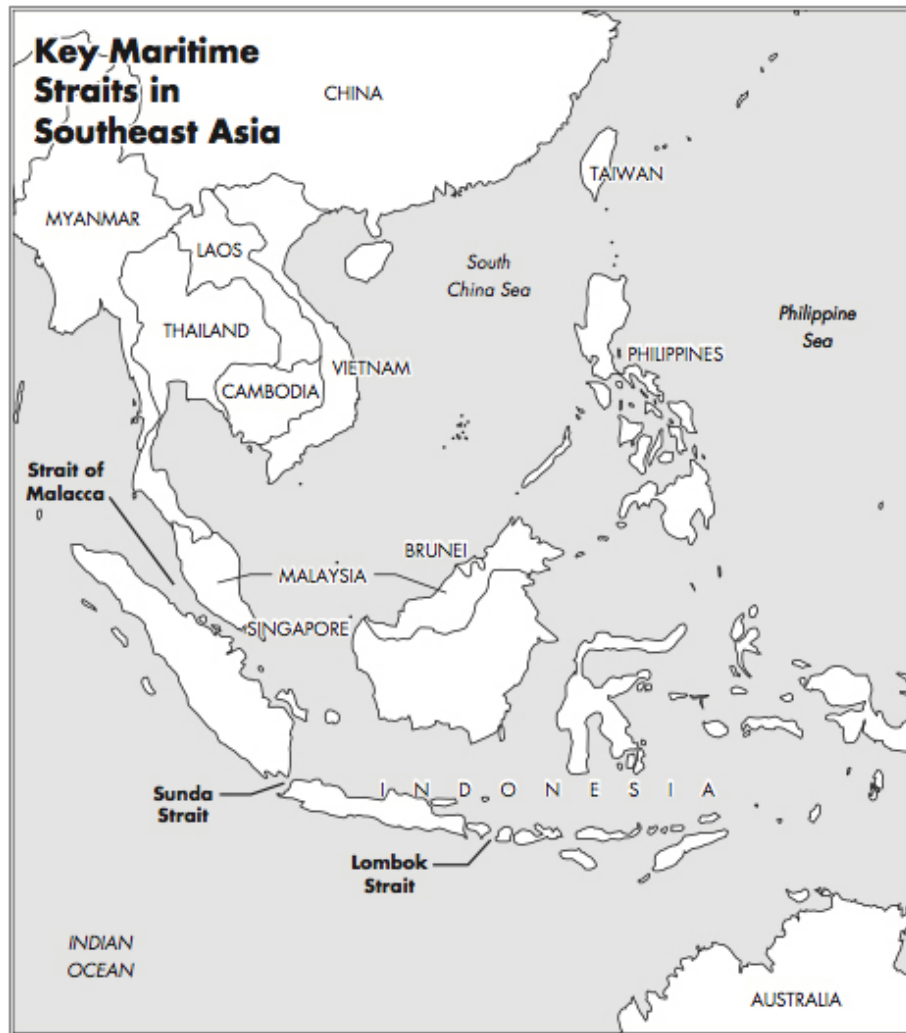 Key Maritime
Straits in
Southeast Asia
CHINA
TAIWAN
MYANMAR
LAOS
South
China Sea
Philippine
Sea
THAILAND
PHILIPPINES
VIETNAM
CAMBODIA
Strait of
Malacca
BRUNEI
MALAYSIA
SINGAPORE
INDONESIA
Sunda
Strait
Lombok
Strait
INDIAN
OCEAN
AUSTRALIA